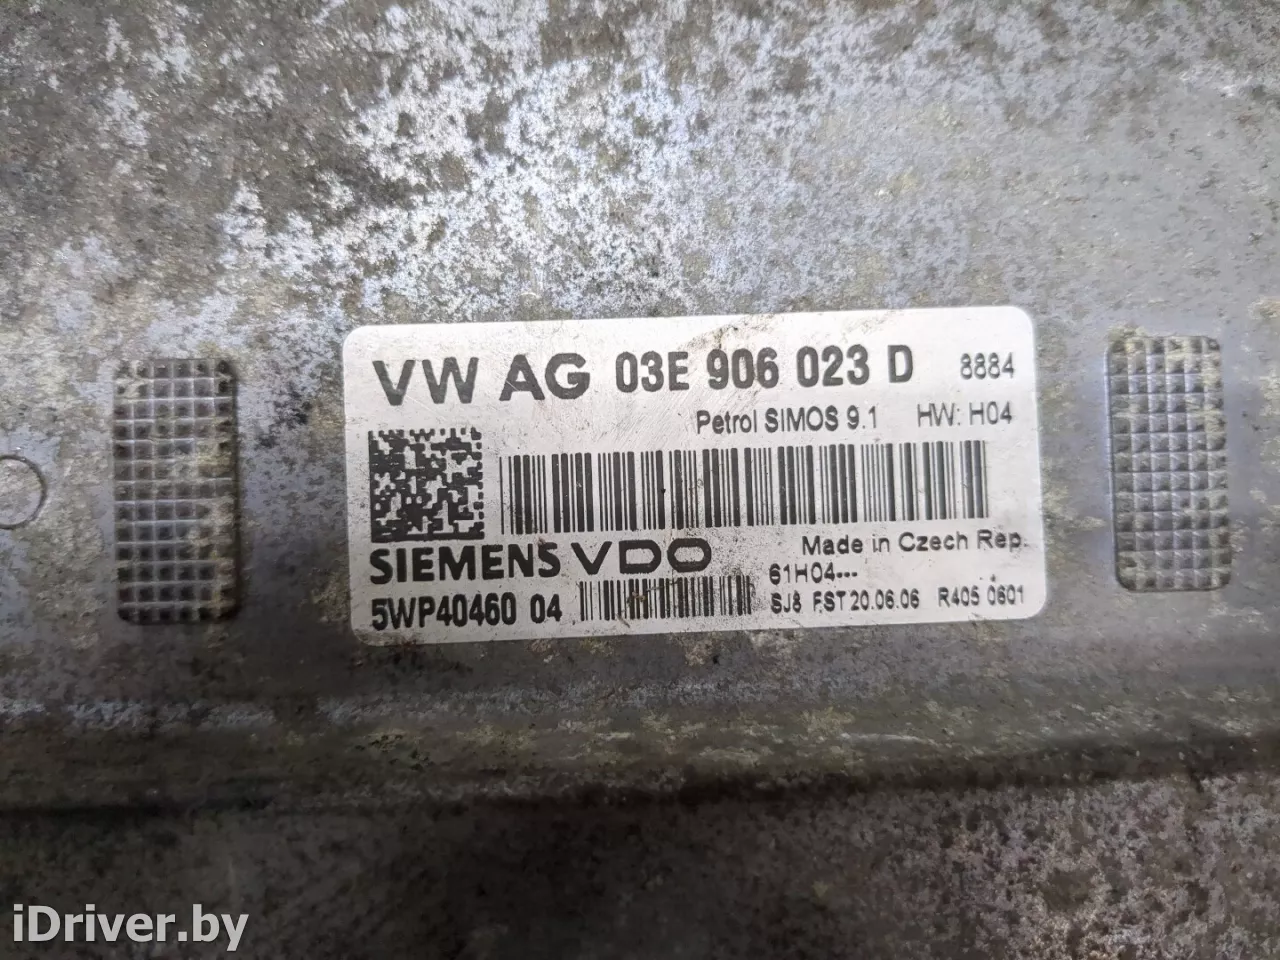 VW AG 03E 906 023 D 8884
Petrol SIMOS 9.1 HW: H04
SIEMENS VDO Made in Czech Rep.
61H04---
5WP40460 04 SJ8 F.ST 20.06.06 R405 0601
iDriver.by